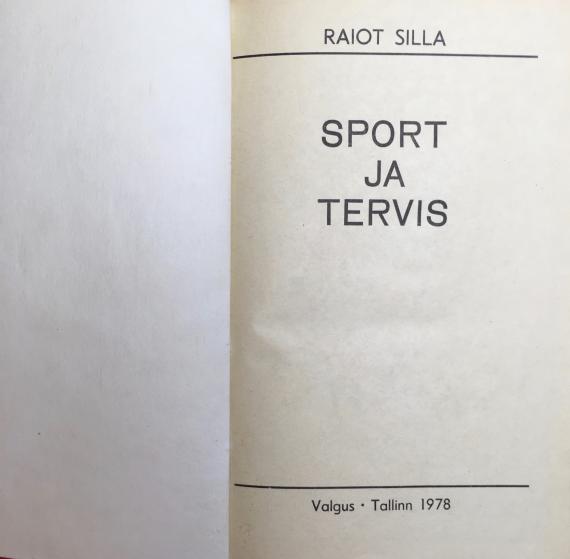 RAIOT SILLA
SPORT
JA
TERVIS
Valgus · Tallinn 1978